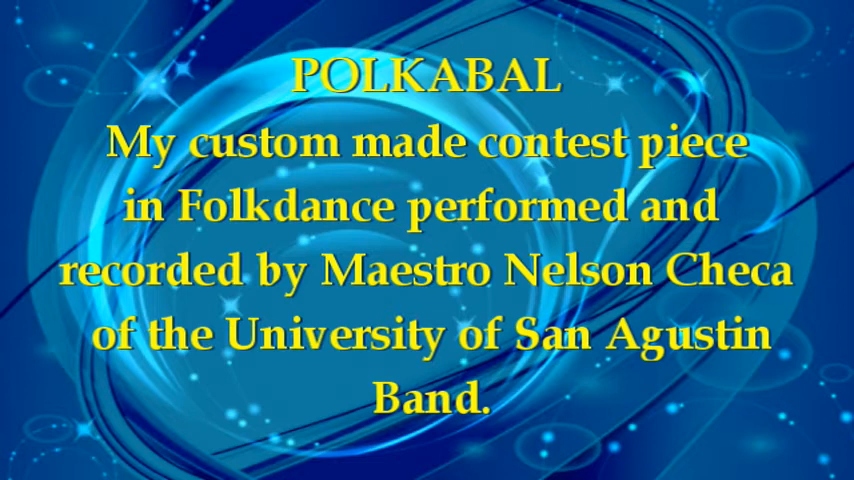 POLKABAL
My custom made contest piece
in Folkdance performed and
recorded by Maestro Nelson Checa
of the University of San Agustin
Band.